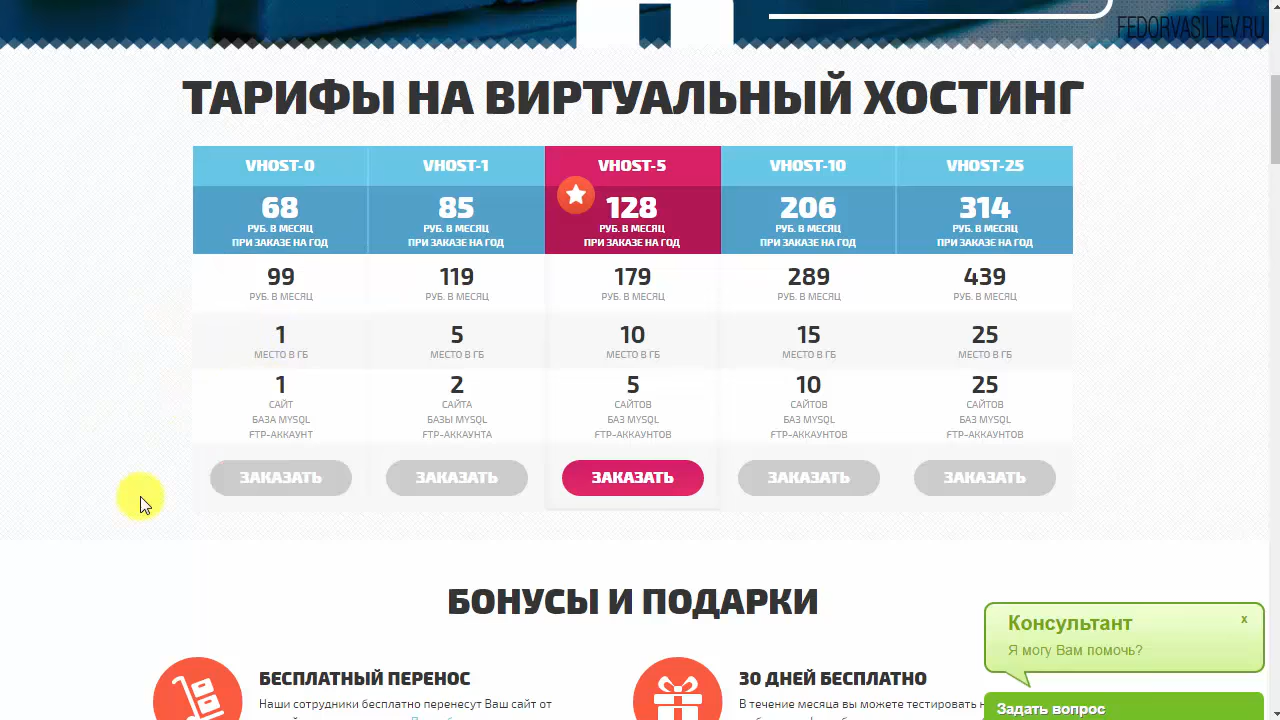 FEDORVASILIEV.RU
ТАРИФЫ НА ВИРТУАЛЬНЫЙ ХОСТИНГ
VHOST-0 VHOST-1 VHOST-5 VHOST-10 VHOST-25
68 85 128 206 314
РУБ. В МЕСЯЦ РУБ. В МЕСЯЦ РУБ. В МЕСЯЦ РУБ. В МЕСЯЦ РУБ. В МЕСЯЦ
ПРИ ЗАКАЗЕ НА ГОД ПРИ ЗАКАЗЕ НА ГОД ПРИ ЗАКАЗЕ НА ГОД ПРИ ЗАКАЗЕ НА ГОД ПРИ ЗАКАЗЕ НА ГОД
99 119 179 289 439
РУБ. В МЕСЯЦ РУБ. В МЕСЯЦ РУБ. В МЕСЯЦ РУБ. В МЕСЯЦ РУБ. В МЕСЯЦ
1 5 10 15 25
МЕСТО В ГБ МЕСТО В ГБ МЕСТО В ГБ МЕСТО В ГБ МЕСТО В ГБ
1 2 5 10 25
САЙТ САЙТА САЙТОВ САЙТОВ САЙТОВ
БАЗА MYSQL БАЗЫ MYSQL БАЗ MYSQL БАЗ MYSQL БАЗ MYSQL
FTP-АККАУНТ FTP-АККАУНТА FTP-АККАУНТОВ FTP-АККАУНТОВ FTP-АККАУНТОВ
ЗАКАЗАТЬ ЗАКАЗАТЬ ЗАКАЗАТЬ ЗАКАЗАТЬ ЗАКАЗАТЬ
БОНУСЫ И ПОДАРКИ
БЕСПЛАТНЫЙ ПЕРЕНОС
Наши сотрудники бесплатно перенесут Ваш сайт от
30 ДНЕЙ БЕСПЛАТНО
В течение месяца вы можете тестировать
Консультант x
Я могу Вам помочь?
Задать вопрос